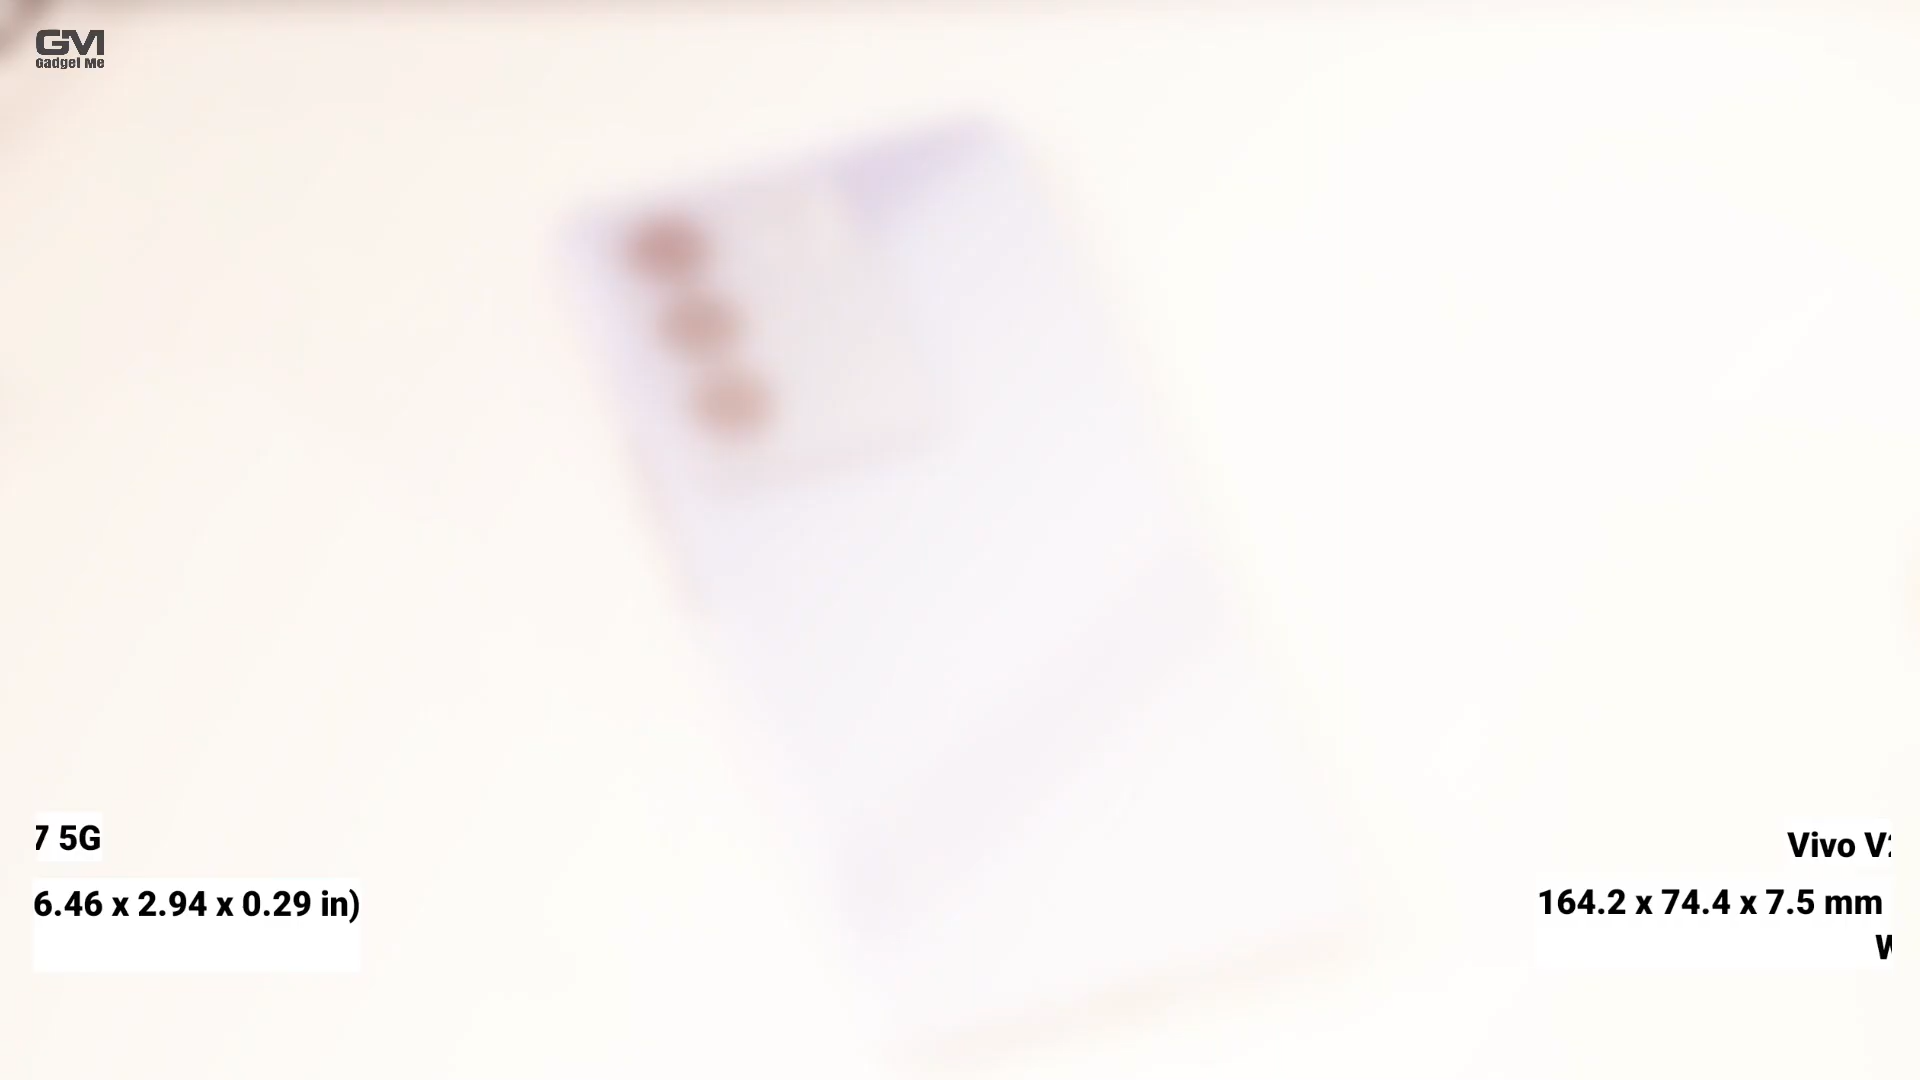 GM
Gadget Me
7 5G
6.46 x 2.94 x 0.29 in)
Vivo V
164.2 x 74.4 x 7.5 mm